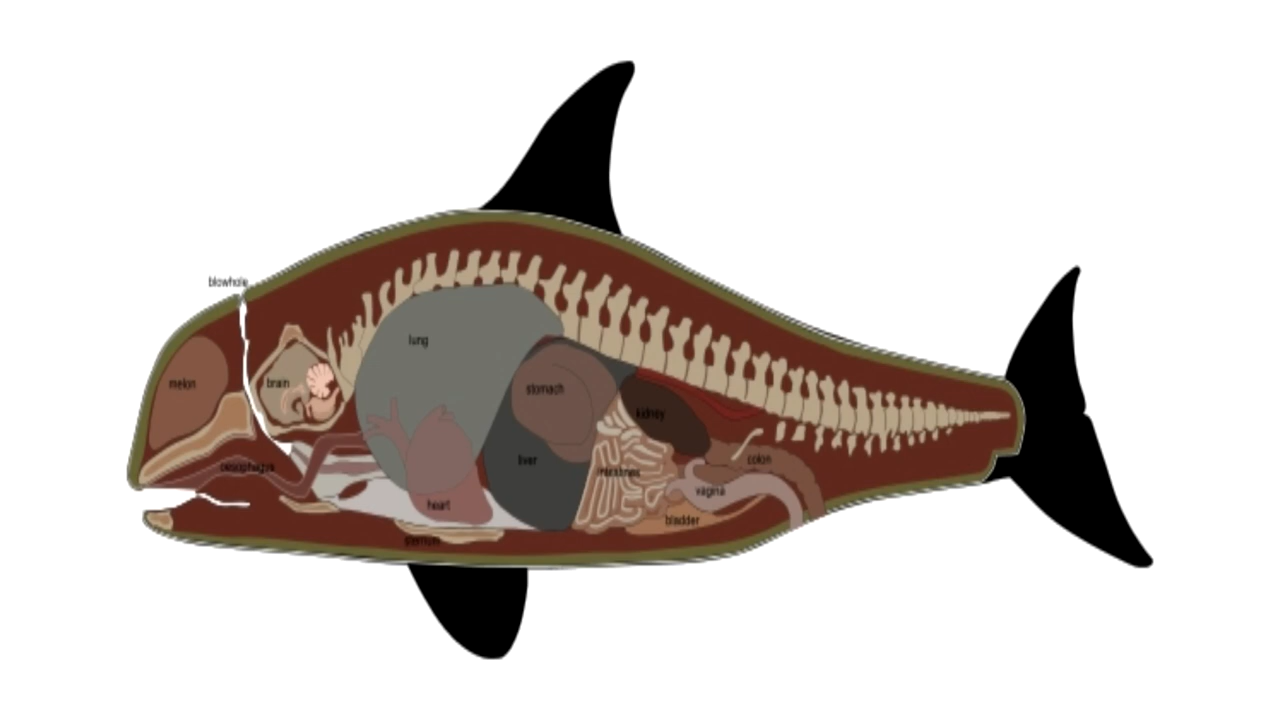 blowhole
lung
melon
brain
stomach
kidney
oesophagus
liver
intestines
colon
vagina
heart
bladder
sternum